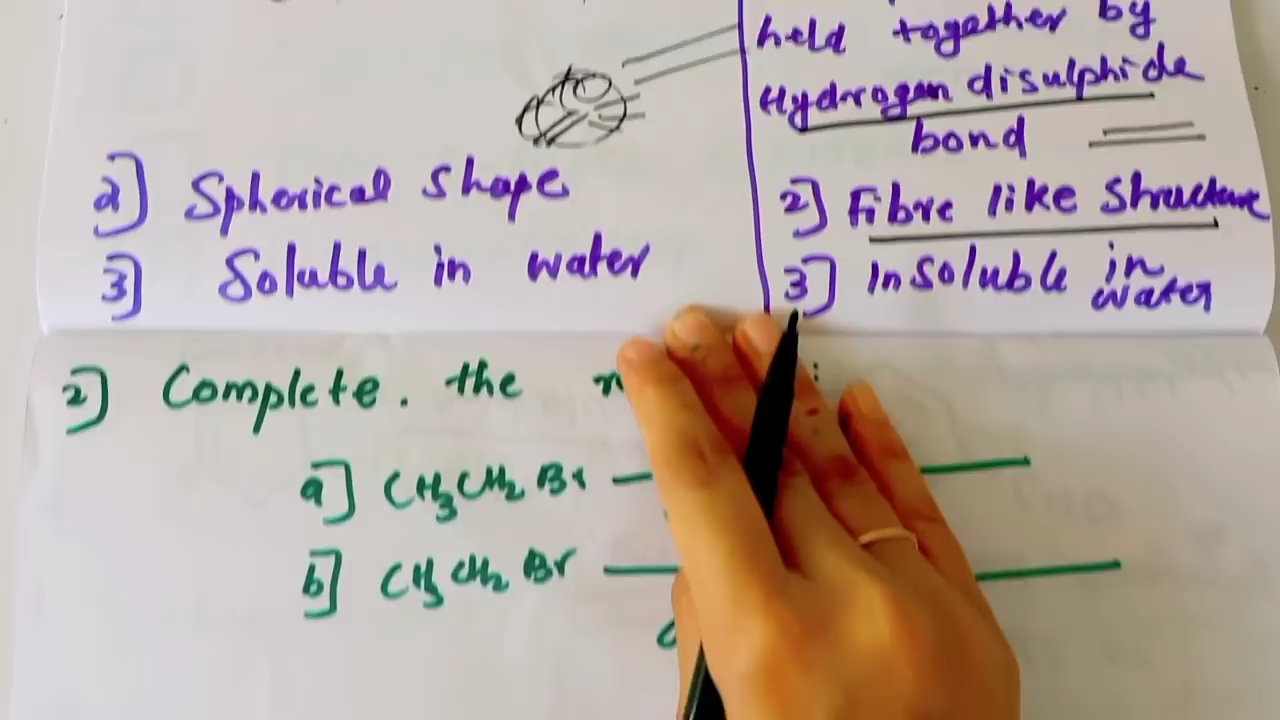 2] Spherical shape
3] Soluble in water
held together by
Hydrogen disulphide
bond
2] Fibre like structure
3] insoluble in
water
2] Complete. the
a] CH3CH2Br
b] CH3CH2Br